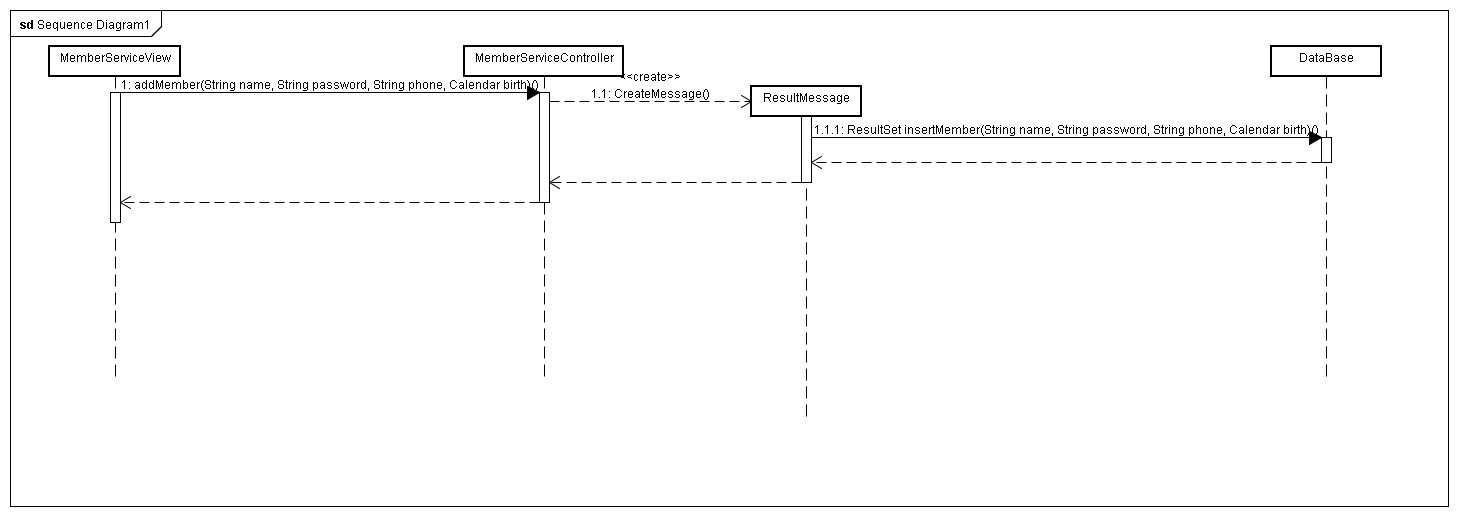 sd Sequence Diagram1
MemberServiceView
MemberServiceController
DataBase
<<create>>
1: addMember(String name, String password, String phone, Calendar birth)()
1.1: CreateMessage()
ResultMessage
1.1.1: ResultSet insertMember(String name, String password, String phone, Calendar birth)()